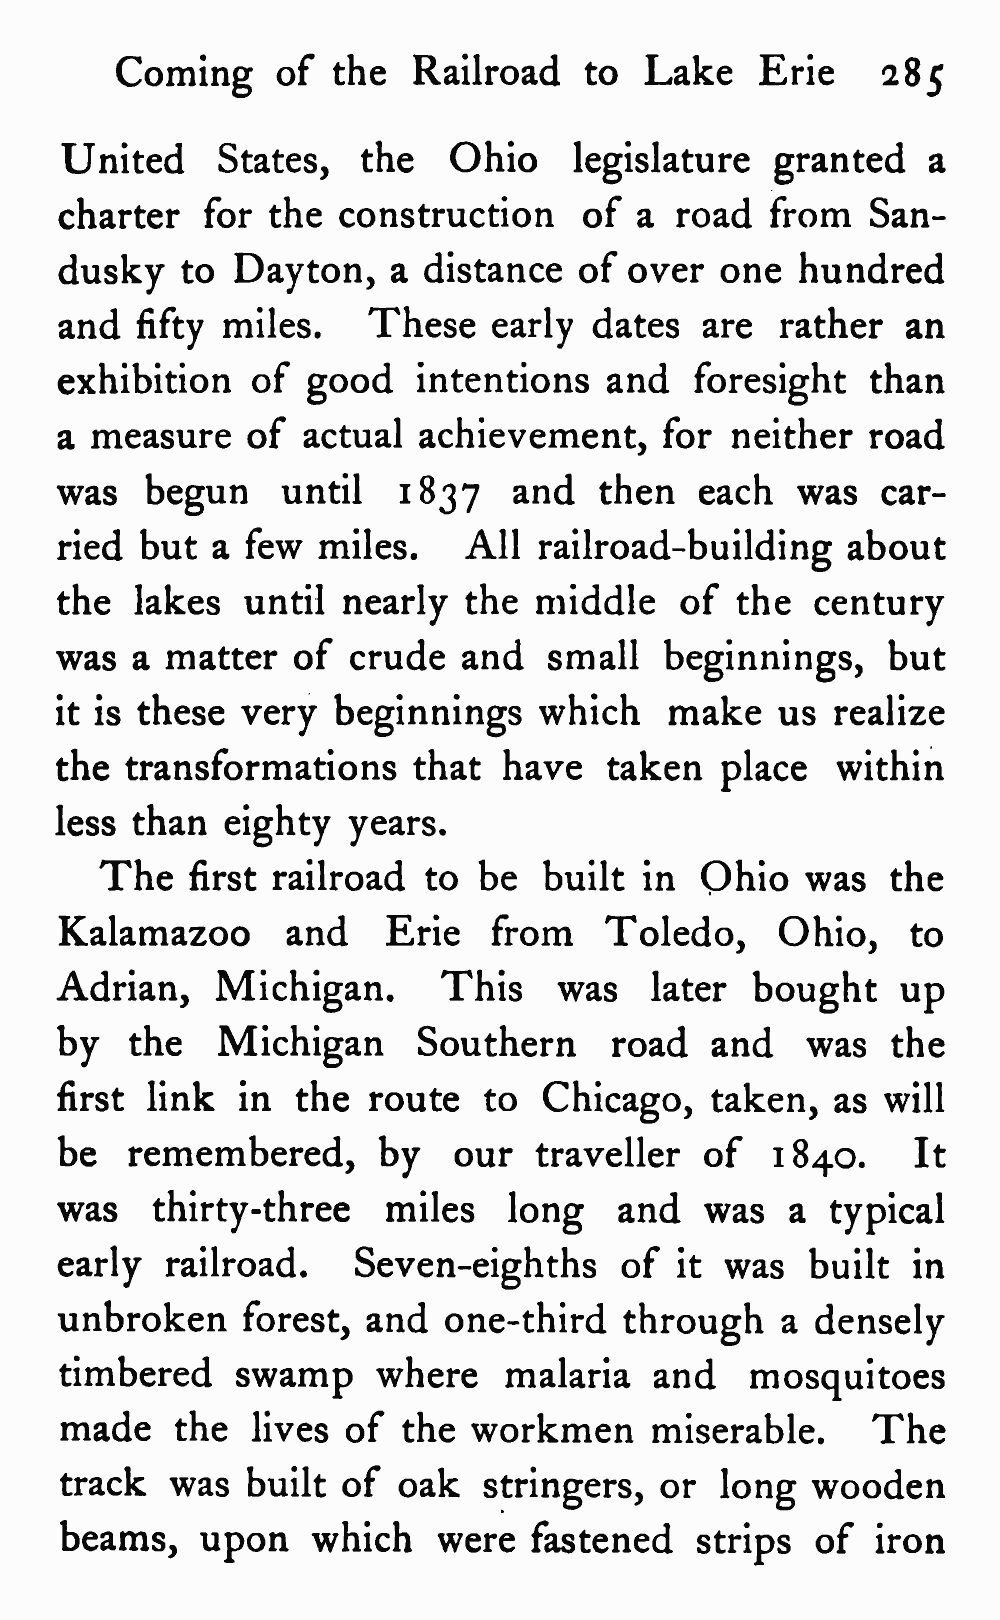 Coming of the Railroad to Lake Erie 285
United States, the Ohio legislature granted a
charter for the construction of a road from San-
dusky to Dayton, a distance of over one hundred
and fifty miles. These early dates are rather an
exhibition of good intentions and foresight than
a measure of actual achievement, for neither road
was begun until 1837 and then each was car-
ried but a few miles. All railroad-building about
the lakes until nearly the middle of the century
was a matter of crude and small beginnings, but
it is these very beginnings which make us realize
the transformations that have taken place within
less than eighty years.
The first railroad to be built in Ohio was the
Kalamazoo and Erie from Toledo, Ohio, to
Adrian, Michigan. This was later bought up
by the Michigan Southern road and was the
first link in the route to Chicago, taken, as will
be remembered, by our traveller of 1840. It
was thirty-three miles long and was a typical
early railroad. Seven-eighths of it was built in
unbroken forest, and one-third through a densely
timbered swamp where malaria and mosquitoes
made the lives of the workmen miserable. The
track was built of oak stringers, or long wooden
beams, upon which were fastened strips of iron